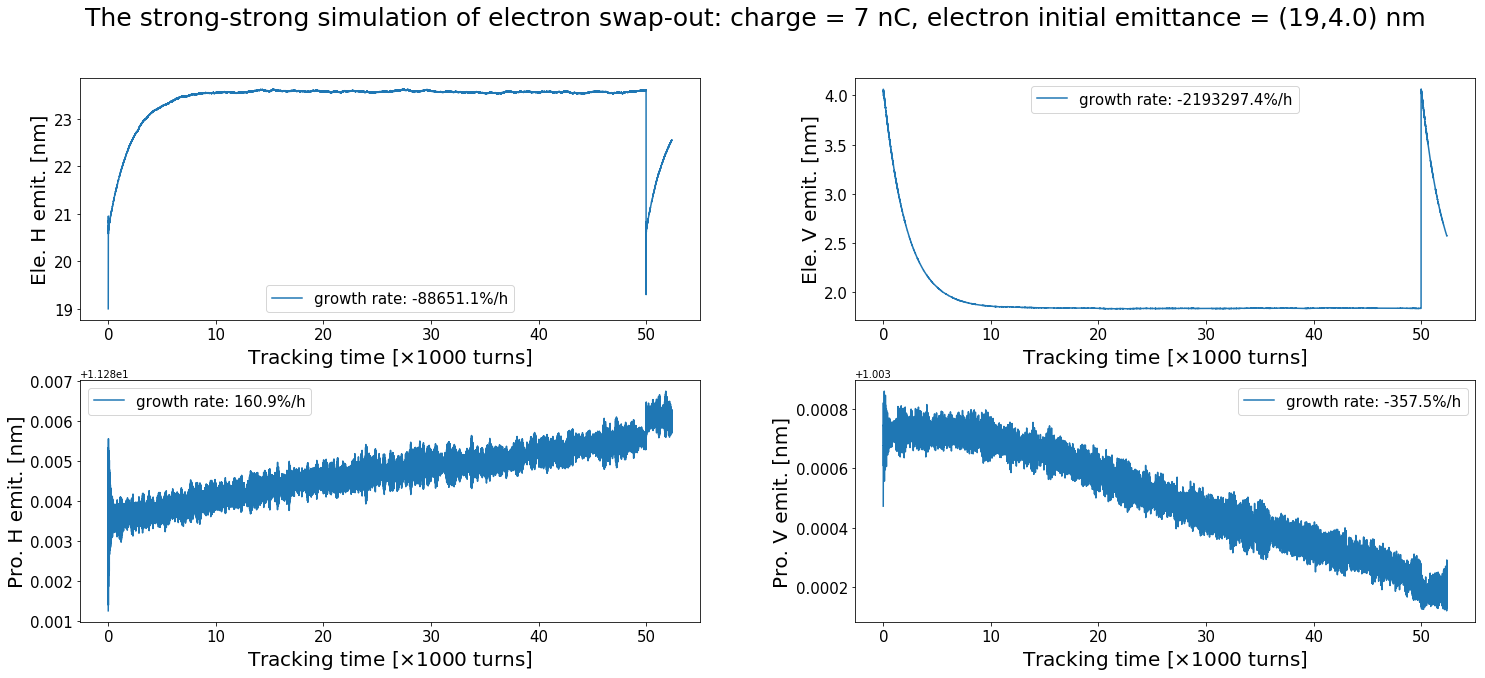 The strong-strong simulation of electron swap-out: charge = 7 nC, electron initial emittance = (19,4.0) nm
Ele. H emit. [nm]
23
22
21
20
19
growth rate: -88651.1%/h
0 10 20 30 40 50
Tracking time [×1000 turns]
Ele. V emit. [nm]
4.0
3.5
3.0
2.5
2.0
growth rate: -2193297.4%/h
0 10 20 30 40 50
Tracking time [×1000 turns]
+1.128e1
Pro. H emit. [nm]
0.007
0.006
0.005
0.004
0.003
0.002
0.001
growth rate: 160.9%/h
0 10 20 30 40 50
Tracking time [×1000 turns]
+1.003
Pro. V emit. [nm]
0.0008
0.0006
0.0004
0.0002
growth rate: -357.5%/h
0 10 20 30 40 50
Tracking time [×1000 turns]